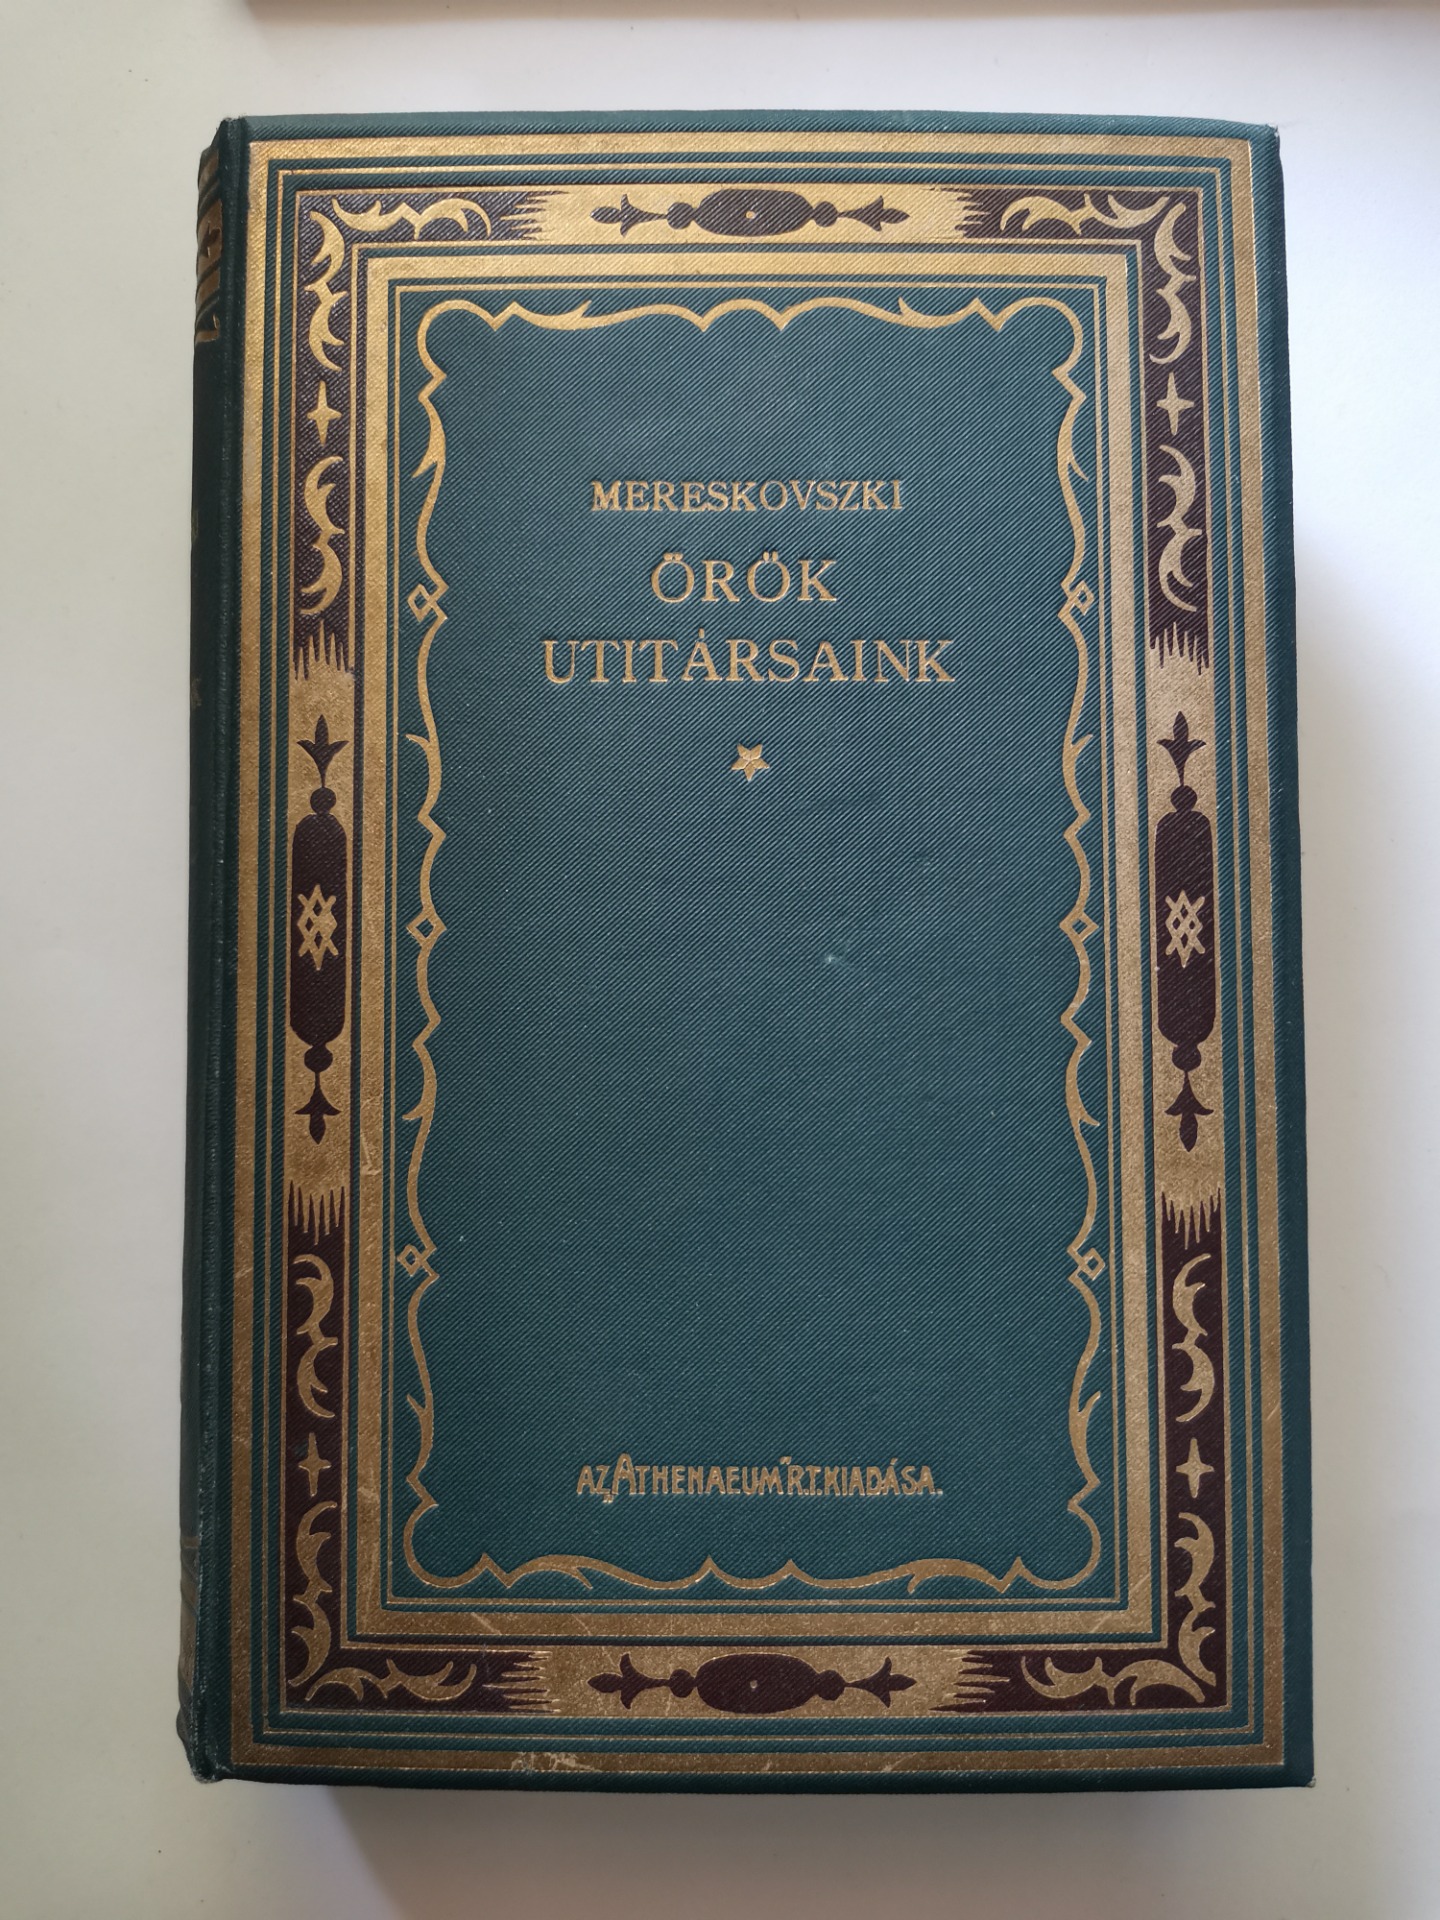 MERESKOVSZKI
ÖRÖK
UTITÁRSAINK
AZ „ATHENAEUM” R.T. KIADÁSA.